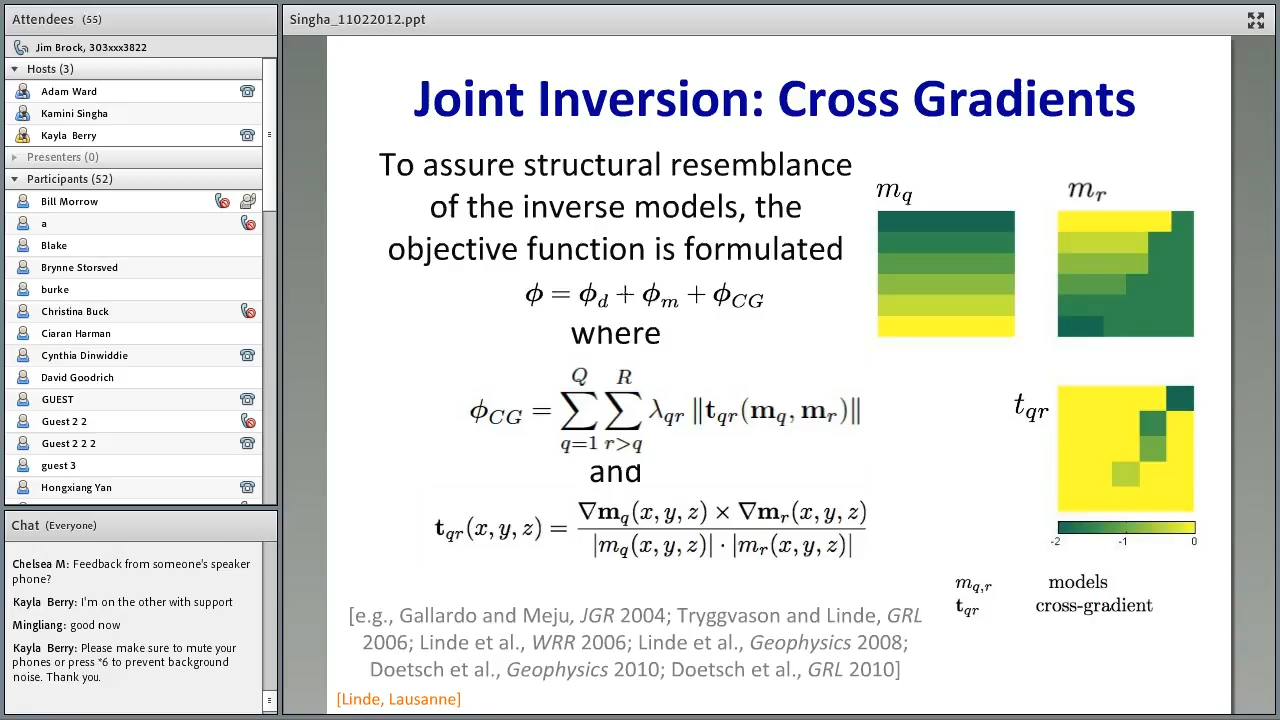 Attendees (55)
Jim Brock, 303xxx3822
Hosts (3)
Adam Ward
Kamini Singha
Kayla Berry
Presenters (0)
Participants (52)
Bill Morrow
a
Blake
Brynne Storsved
burke
Christina Buck
Ciaran Harman
Cynthia Dinwiddie
David Goodrich
GUEST
Guest 2 2
Guest 2 2 2
guest 3
Hongxiang Yan
Chat (Everyone)
Chelsea M: Feedback from someone's speaker
phone?
Kayla Berry: I'm on the other with support
Mingliang: good now
Kayla Berry: Please make sure to mute your
phones or press *6 to prevent background
noise. Thank you.
Singha_11022012.ppt
Joint Inversion: Cross Gradients
To assure structural resemblance
of the inverse models, the
objective function is formulated
ϕ = ϕ_d + ϕ_m + ϕ_CG
where
ϕ_CG = ∑_{q=1}^{Q} ∑_{r>q}^{R} λ_qr ‖t_qr(m_q, m_r)‖
and
t_qr(x, y, z) = ∇m_q(x, y, z) × ∇m_r(x, y, z) / |m_q(x, y, z)| · |m_r(x, y, z)|
[e.g., Gallardo and Meju, JGR 2004; Tryggvason and Linde, GRL
2006; Linde et al., WRR 2006; Linde et al., Geophysics 2008;
Doetsch et al., Geophysics 2010; Doetsch et al., GRL 2010]
[Linde, Lausanne]
m_q m_r
t_qr
-2 -1 0
m_q,r models
t_qr cross-gradient